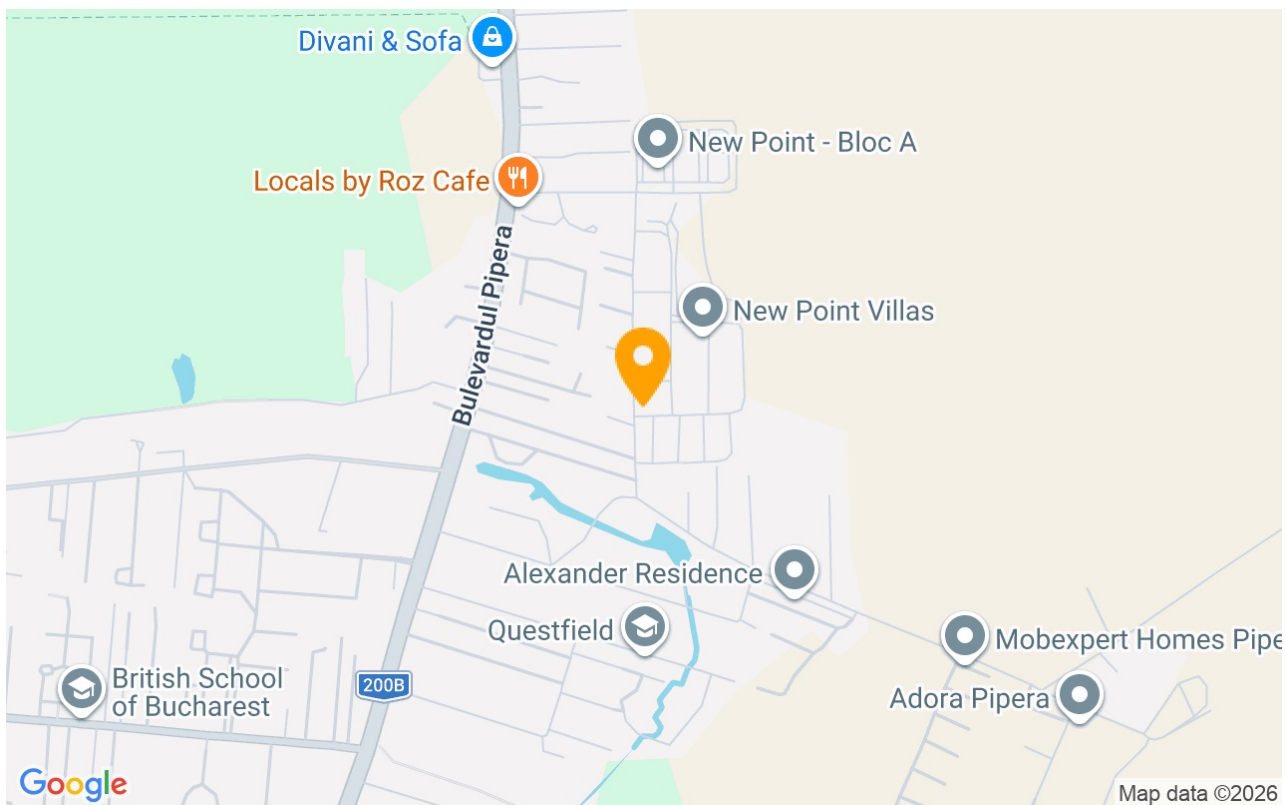 Divani & Sofa
New Point - Bloc A
Locals by Roz Cafe
Bulevardul Pipera
New Point Villas
Alexander Residence
Questfield
Mobexpert Homes Pipe
British School
of Bucharest
200B
Adora Pipera
Google
Map data ©2026